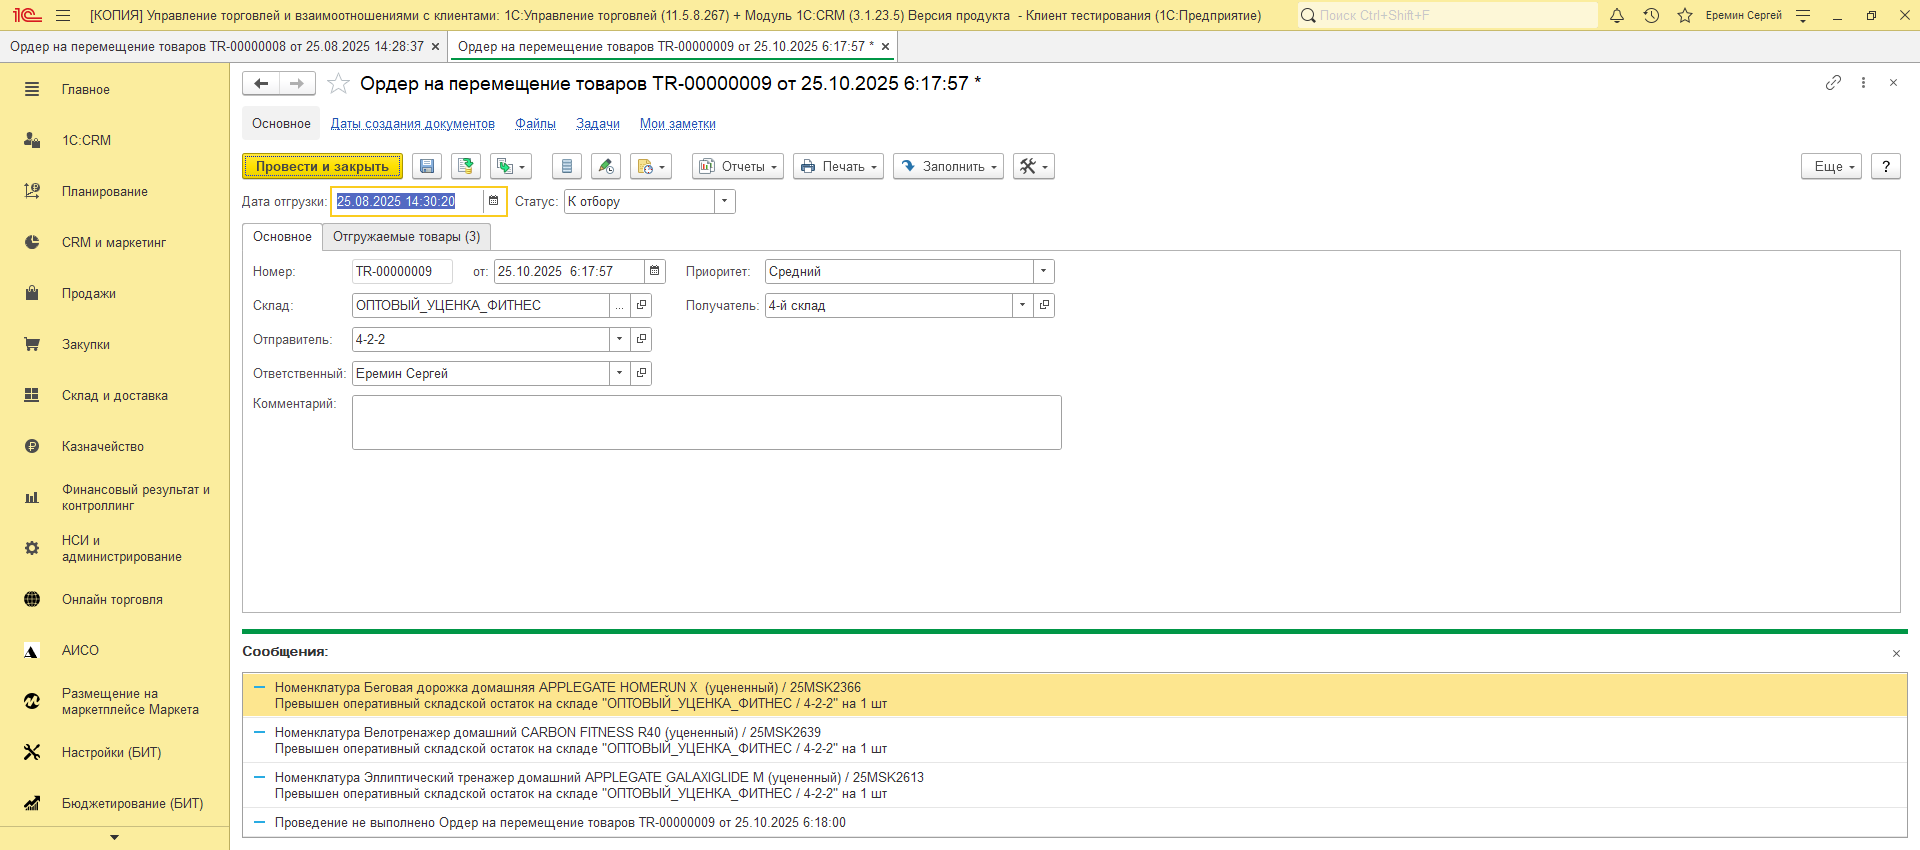 [КОПИЯ] Управление торговлей и взаимоотношениями с клиентами: 1С:Управление торговлей (11.5.8.267) + Модуль 1С:CRM (3.1.23.5) Версия продукта - Клиент тестирования (1С:Предприятие)
Поиск Ctrl+Shift+F
Еремин Сергей
Ордер на перемещение товаров TR-00000008 от 25.08.2025 14:28:37
Ордер на перемещение товаров TR-00000009 от 25.10.2025 6:17:57 *
Главное
1С:CRM
Планирование
CRM и маркетинг
Продажи
Закупки
Склад и доставка
Казначейство
Финансовый результат и
контроллинг
НСИ и
администрирование
Онлайн торговля
АИСО
Размещение на
маркетплейсе Маркета
Настройки (БИТ)
Бюджетирование (БИТ)
Ордер на перемещение товаров TR-00000009 от 25.10.2025 6:17:57 *
Основное Даты создания документов Файлы Задачи Мои заметки
Провести и закрыть Отчеты Печать Заполнить Еще ?
Дата отгрузки: 25.08.2025 14:30:20 Статус: К отбору
Основное Отгружаемые товары (3)
Номер: TR-00000009 от: 25.10.2025 6:17:57 Приоритет: Средний
Склад: ОПТОВЫЙ_УЦЕНКА_ФИТНЕС ... Получатель: 4-й склад
Отправитель: 4-2-2
Ответственный: Еремин Сергей
Комментарий:
Сообщения:
Номенклатура Беговая дорожка домашняя APPLEGATE HOMERUN X (уцененный) / 25MSK2366
Превышен оперативный складской остаток на складе "ОПТОВЫЙ_УЦЕНКА_ФИТНЕС / 4-2-2" на 1 шт
Номенклатура Велотренажер домашний CARBON FITNESS R40 (уцененный) / 25MSK2639
Превышен оперативный складской остаток на складе "ОПТОВЫЙ_УЦЕНКА_ФИТНЕС / 4-2-2" на 1 шт
Номенклатура Эллиптический тренажер домашний APPLEGATE GALAXIGLIDE M (уцененный) / 25MSK2613
Превышен оперативный складской остаток на складе "ОПТОВЫЙ_УЦЕНКА_ФИТНЕС / 4-2-2" на 1 шт
Проведение не выполнено Ордер на перемещение товаров TR-00000009 от 25.10.2025 6:18:00